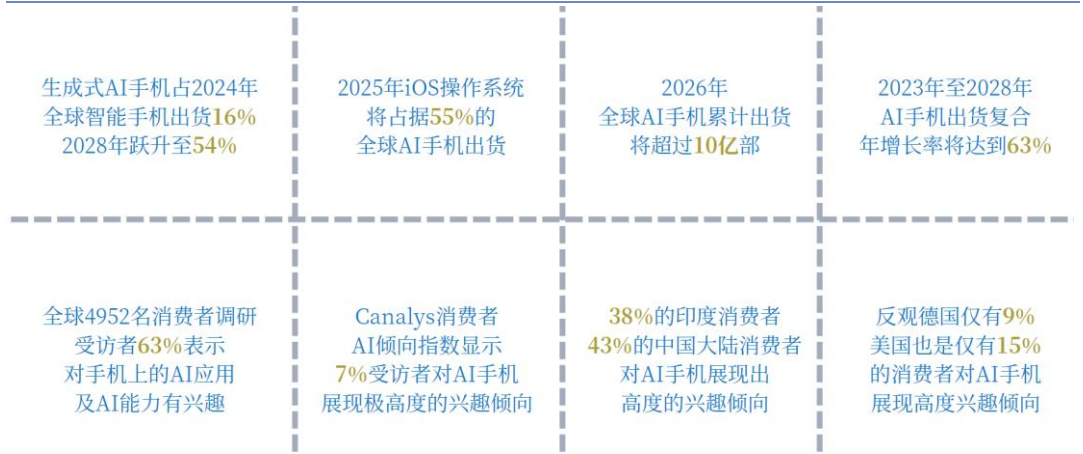 生成式AI手机占2024年
全球智能手机出货16%
2028年跃升至54%
2025年iOS操作系统
将占据55%的
全球AI手机出货
2026年
全球AI手机累计出货
将超过10亿部
2023年至2028年
AI手机出货复合
年增长率将达到63%
全球4952名消费者调研
受访者63%表示
对手机上的AI应用
及AI能力有兴趣
Canalys消费者
AI倾向指数显示
7%受访者对AI手机
展现极高度的兴趣倾向
38%的印度消费者
43%的中国大陆消费者
对AI手机展现出
高度的兴趣倾向
反观德国仅有9%
美国也是仅有15%
的消费者对AI手机
展现高度兴趣倾向